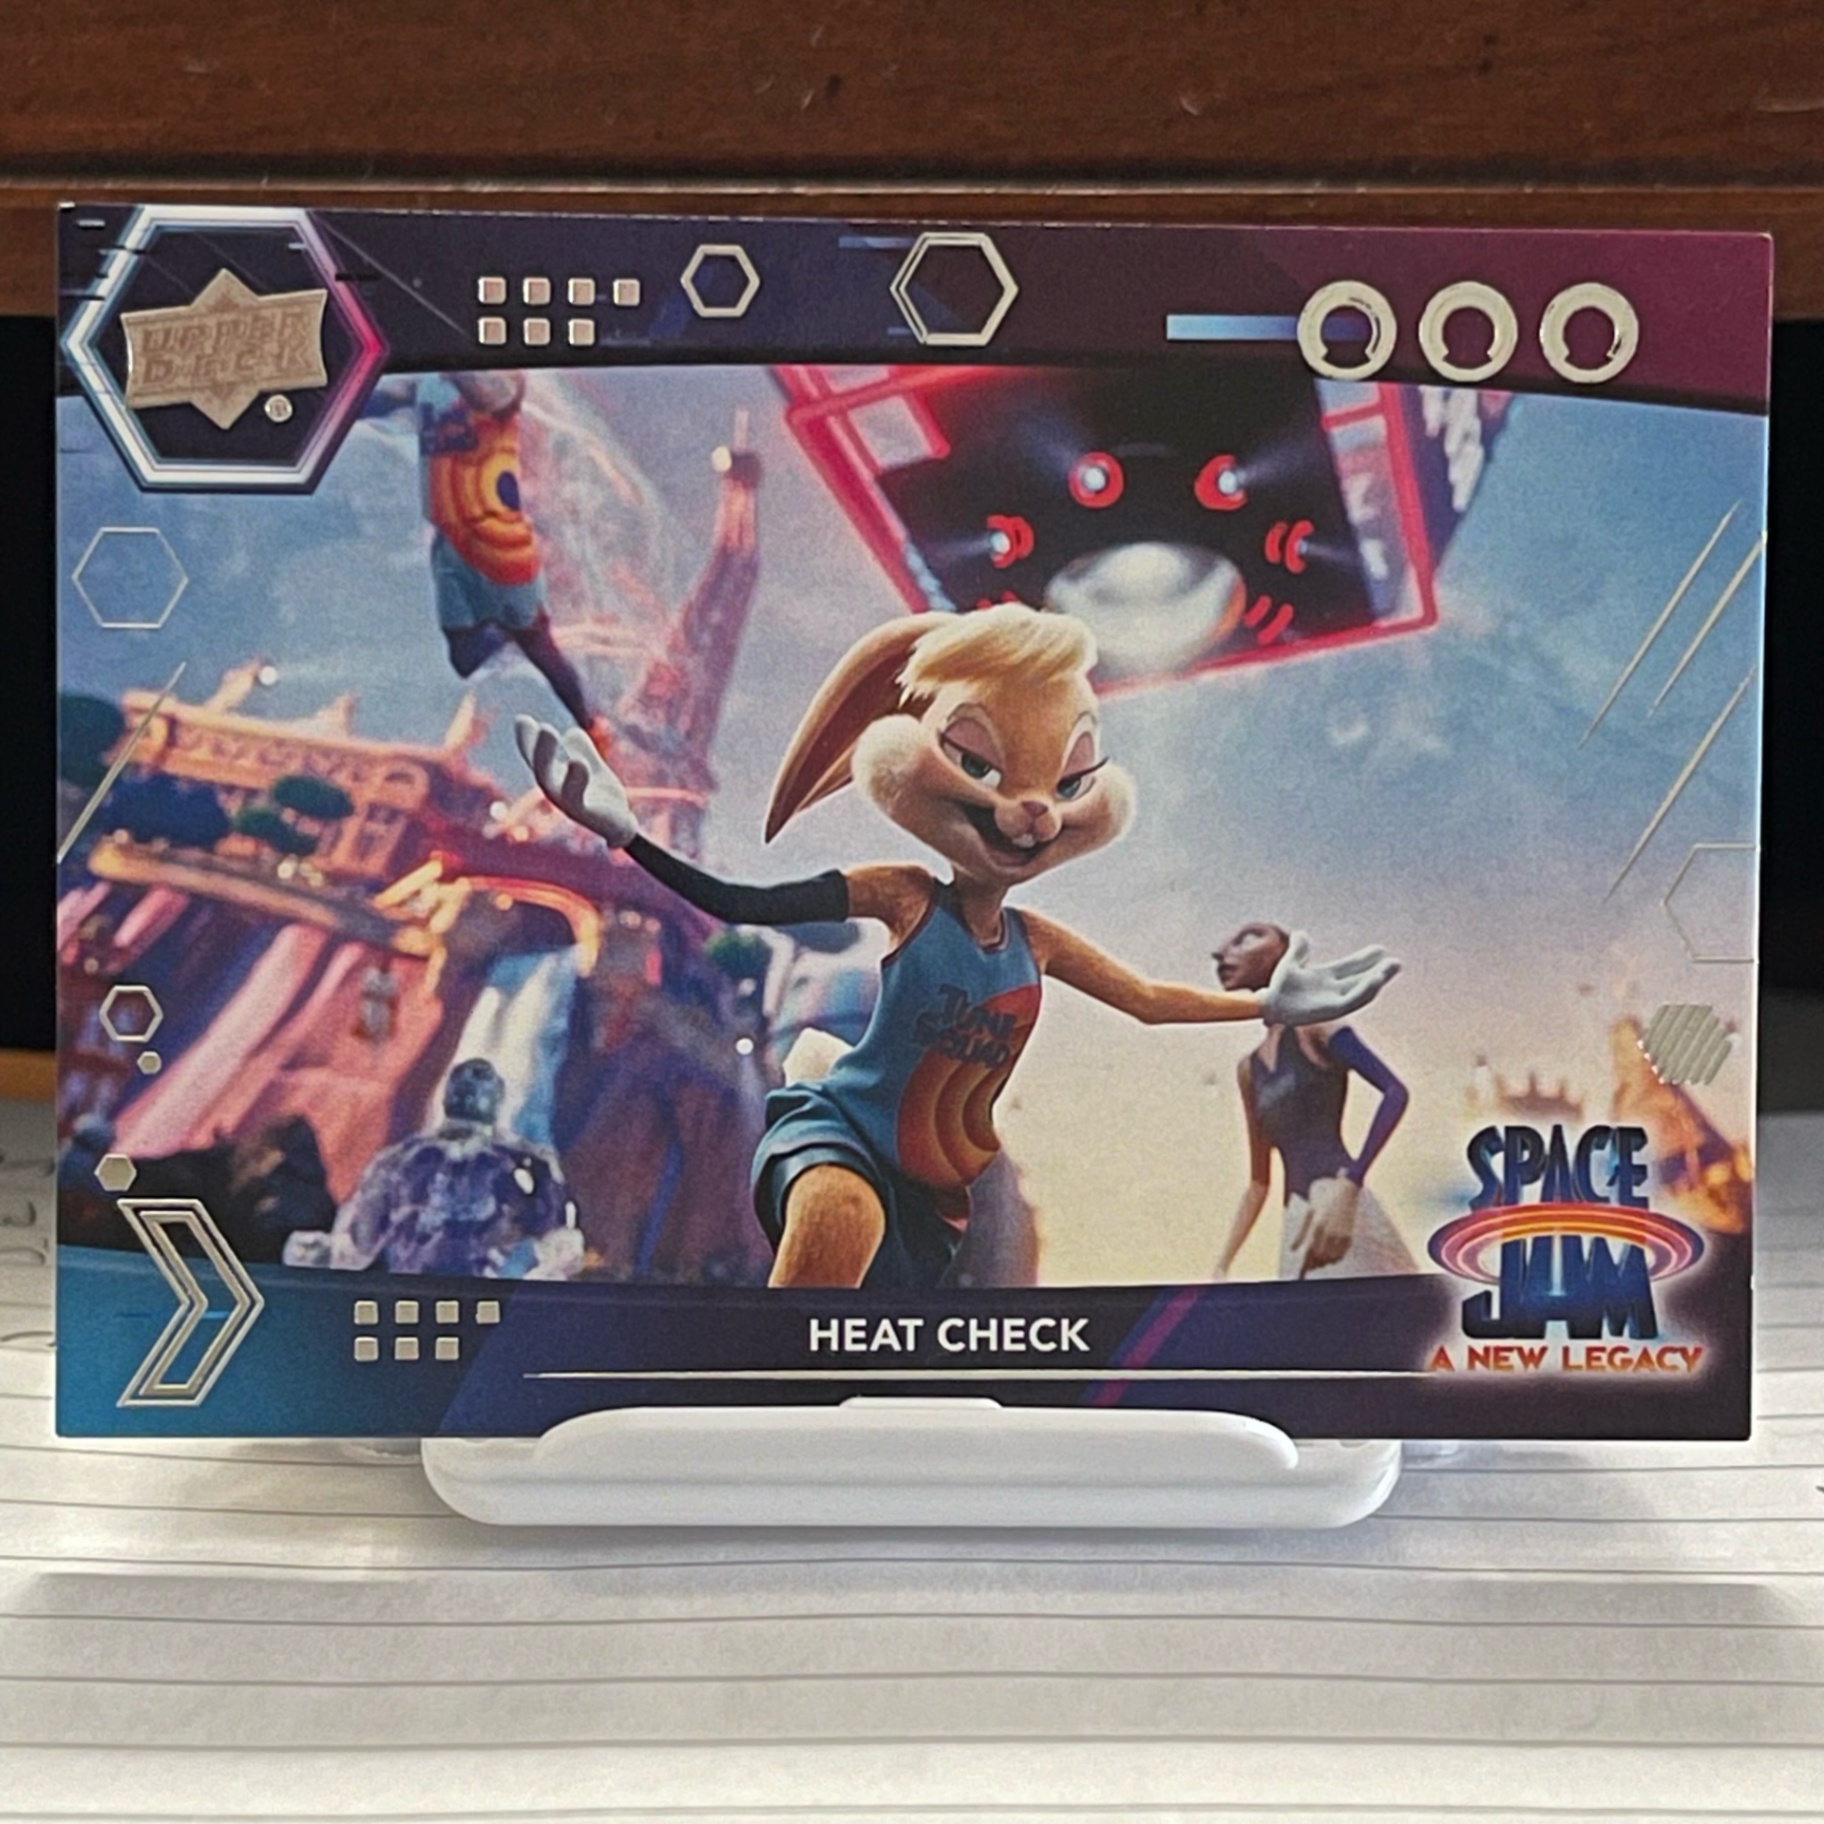 UPPER
DECK
TUNE
SQUAD
HEAT CHECK
SPACE
JAM
A NEW LEGACY